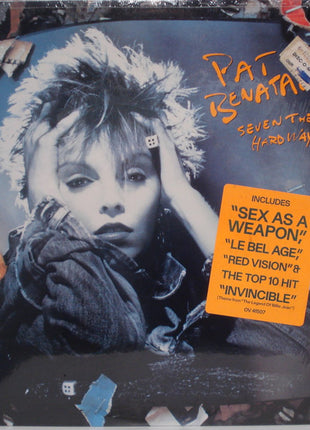 PAT
BENATAR
SEVEN THE
HARD WAY
INCLUDES
"SEX AS A
WEAPON,"
"LE BEL AGE,"
"RED VISION" &
THE TOP 10 HIT
"INVINCIBLE"
(Theme from "The Legend Of Billie Jean")
OV 41507